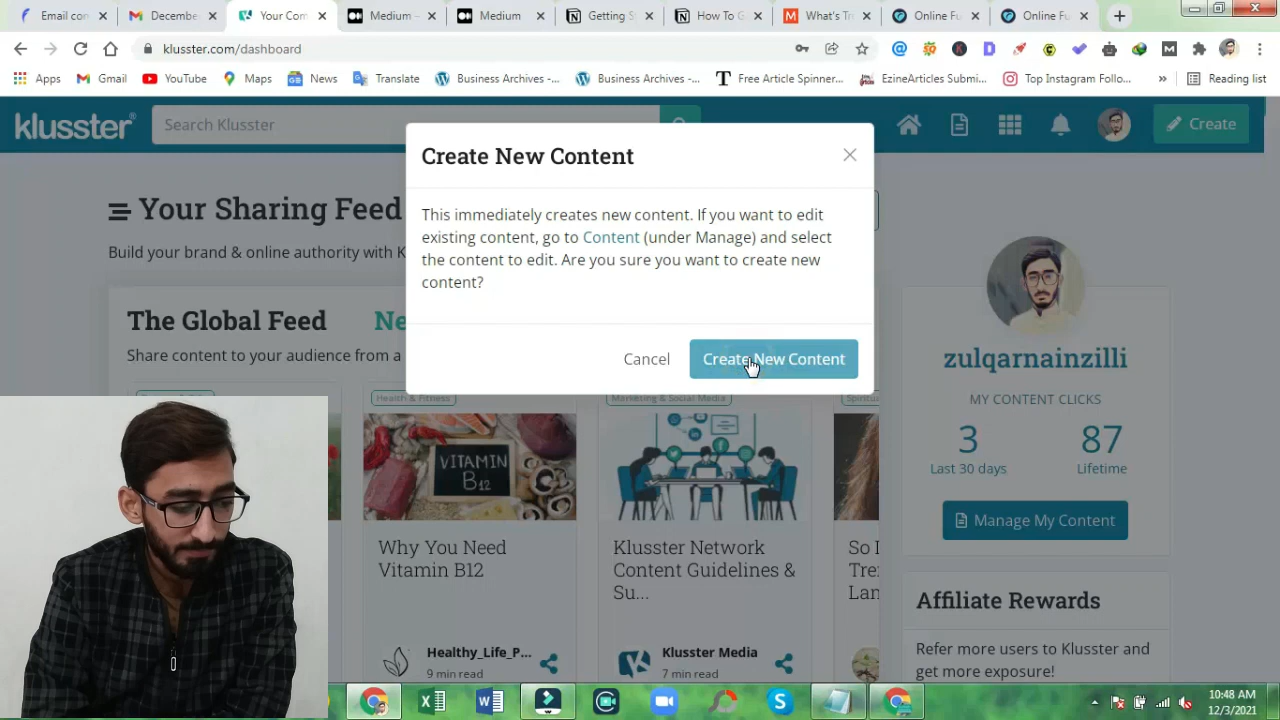 Email con
Decembe
Your Com
Medium –
Medium
Getting S
How To G
What's Tr
Online Fu
Online Fu
klusster.com/dashboard
Apps
Gmail
YouTube
Maps
News
Translate
Business Archives -...
Business Archives -...
Free Article Spinner...
EzineArticles Submi...
Top Instagram Follo...
»
Reading list
klusster
Search Klusster
Create
Create New Content
This immediately creates new content. If you want to edit
existing content, go to Content (under Manage) and select
the content to edit. Are you sure you want to create new
content?
Cancel
Create New Content
Your Sharing Feed
Build your brand & online authority with K
The Global Feed
Ne
Share content to your audience from a
Health & Fitness
Marketing & Social Media
VITAMIN
B12
Why You Need
Vitamin B12
Klusster Network
Content Guidelines &
Su...
So I
Tre
Lan
Healthy_Life_P...
9 min read
Klusster Media
7 min read
zulqarnainzilli
MY CONTENT CLICKS
3
87
Last 30 days
Lifetime
Manage My Content
Affiliate Rewards
Refer more users to Klusster and
get more exposure!
10:48 AM
12/3/2021